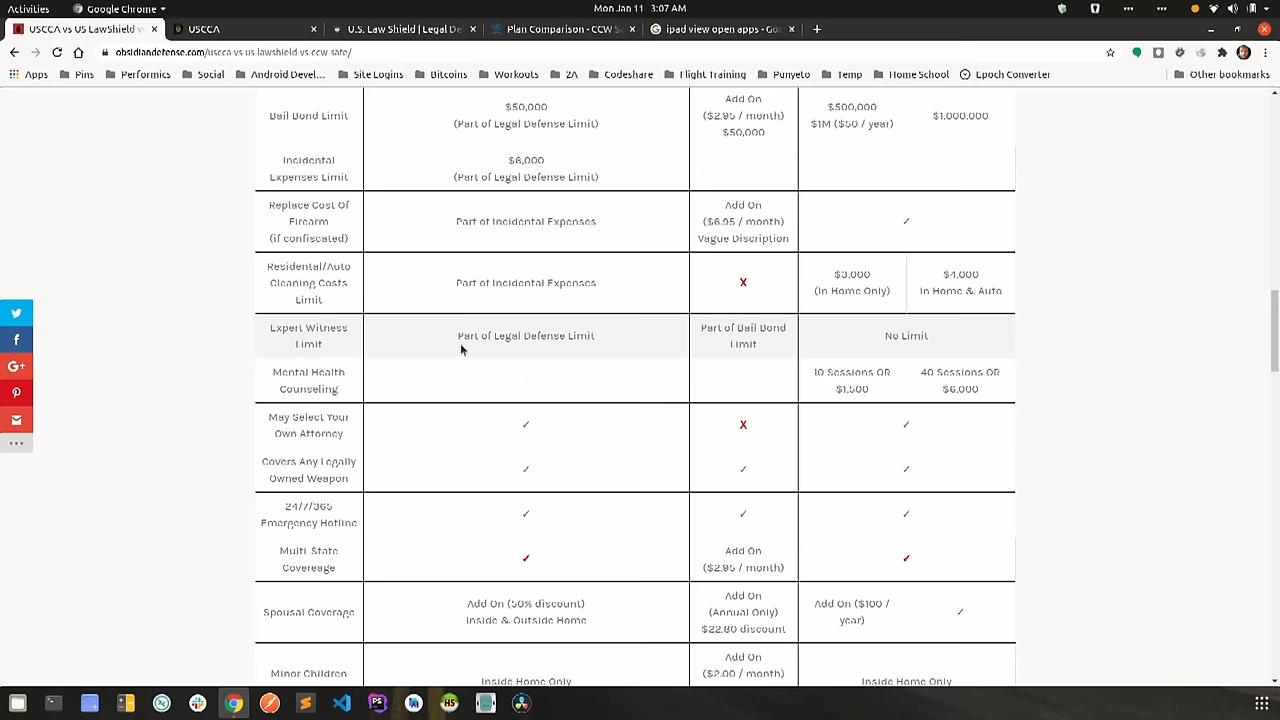 Activities
Google Chrome
Mon Jan 11 3:07 AM
USCCA vs US LawShield v
USCCA
U.S. Law Shield | Legal De
Plan Comparison - CCW S
ipad view open apps - Go
obsidiandefense.com/uscca vs us lawshield vs ccw safe/
Apps
Pins
Performics
Social
Android Devel...
Site Logins
Bitcoins
Workouts
2A
Codeshare
Flight Training
Punyeto
Temp
Home School
Epoch Converter
Other bookmarks
Bail Bond Limit
$50,000
(Part of Legal Defense Limit)
Add On
($2.95 / month)
$50,000
$500,000
$1M ($50 / year)
$1,000,000
Incidental
Expenses Limit
$6,000
(Part of Legal Defense Limit)
Replace Cost Of
Firearm
(if confiscated)
Part of Incidental Expenses
Add On
($6.95 / month)
Vague Discription
✓
Residential/Auto
Cleaning Costs
Limit
Part of Incidental Expenses
X
$3,000
(In Home Only)
$4,000
In Home & Auto
Expert Witness
Limit
Part of Legal Defense Limit
Part of Bail Bond
Limit
No Limit
Mental Health
Counseling
10 Sessions OR
$1,500
40 Sessions OR
$6,000
May Select Your
Own Attorney
✓
X
✓
Covers Any Legally
Owned Weapon
✓
✓
✓
24/7/365
Emergency Hotline
✓
✓
✓
Multi-State
Covereage
✓
Add On
($2.95 / month)
✓
Spousal Coverage
Add On (50% discount)
Inside & Outside Home
Add On
(Annual Only)
$22.80 discount
Add On ($100 /
year)
✓
Minor Children
Inside Home Only
Add On
($2.00 / month)
Inside Home Only